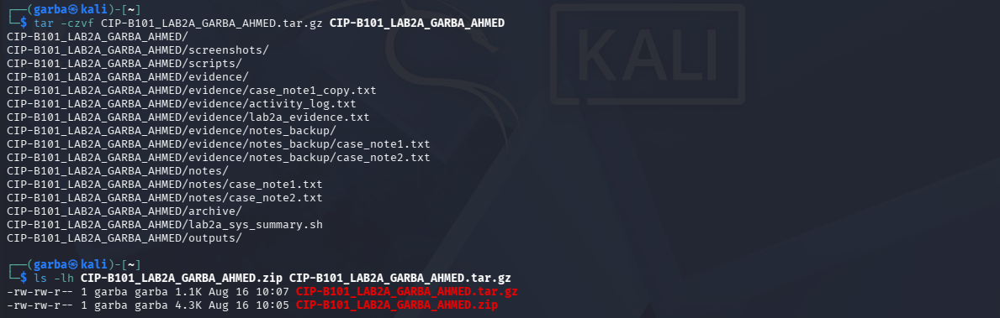 ┌──(garba㉿kali)-[~]
└─$ tar -czvf CIP-B101_LAB2A_GARBA_AHMED.tar.gz CIP-B101_LAB2A_GARBA_AHMED
CIP-B101_LAB2A_GARBA_AHMED/
CIP-B101_LAB2A_GARBA_AHMED/screenshots/
CIP-B101_LAB2A_GARBA_AHMED/scripts/
CIP-B101_LAB2A_GARBA_AHMED/evidence/
CIP-B101_LAB2A_GARBA_AHMED/evidence/case_note1_copy.txt
CIP-B101_LAB2A_GARBA_AHMED/evidence/activity_log.txt
CIP-B101_LAB2A_GARBA_AHMED/evidence/lab2a_evidence.txt
CIP-B101_LAB2A_GARBA_AHMED/evidence/notes_backup/
CIP-B101_LAB2A_GARBA_AHMED/evidence/notes_backup/case_note1.txt
CIP-B101_LAB2A_GARBA_AHMED/evidence/notes_backup/case_note2.txt
CIP-B101_LAB2A_GARBA_AHMED/notes/
CIP-B101_LAB2A_GARBA_AHMED/notes/case_note1.txt
CIP-B101_LAB2A_GARBA_AHMED/notes/case_note2.txt
CIP-B101_LAB2A_GARBA_AHMED/archive/
CIP-B101_LAB2A_GARBA_AHMED/lab2a_sys_summary.sh
CIP-B101_LAB2A_GARBA_AHMED/outputs/
┌──(garba㉿kali)-[~]
└─$ ls -lh CIP-B101_LAB2A_GARBA_AHMED.zip CIP-B101_LAB2A_GARBA_AHMED.tar.gz
-rw-rw-r-- 1 garba garba 1.1K Aug 16 10:07 CIP-B101_LAB2A_GARBA_AHMED.tar.gz
-rw-rw-r-- 1 garba garba 4.3K Aug 16 10:05 CIP-B101_LAB2A_GARBA_AHMED.zip
KALI